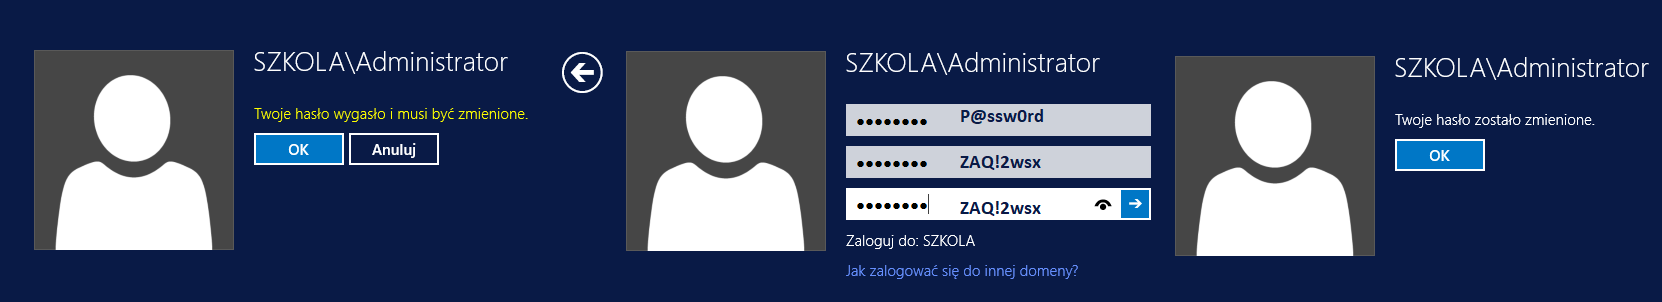 SZKOLA\Administrator
Twoje hasło wygasło i musi być zmienione.
OK
Anuluj
SZKOLA\Administrator
●●●●●●●● P@ssw0rd
●●●●●●●● ZAQ!2wsx
●●●●●●●● ZAQ!2wsx
Zaloguj do: SZKOLA
Jak zalogować się do innej domeny?
SZKOLA\Administrator
Twoje hasło zostało zmienione.
OK